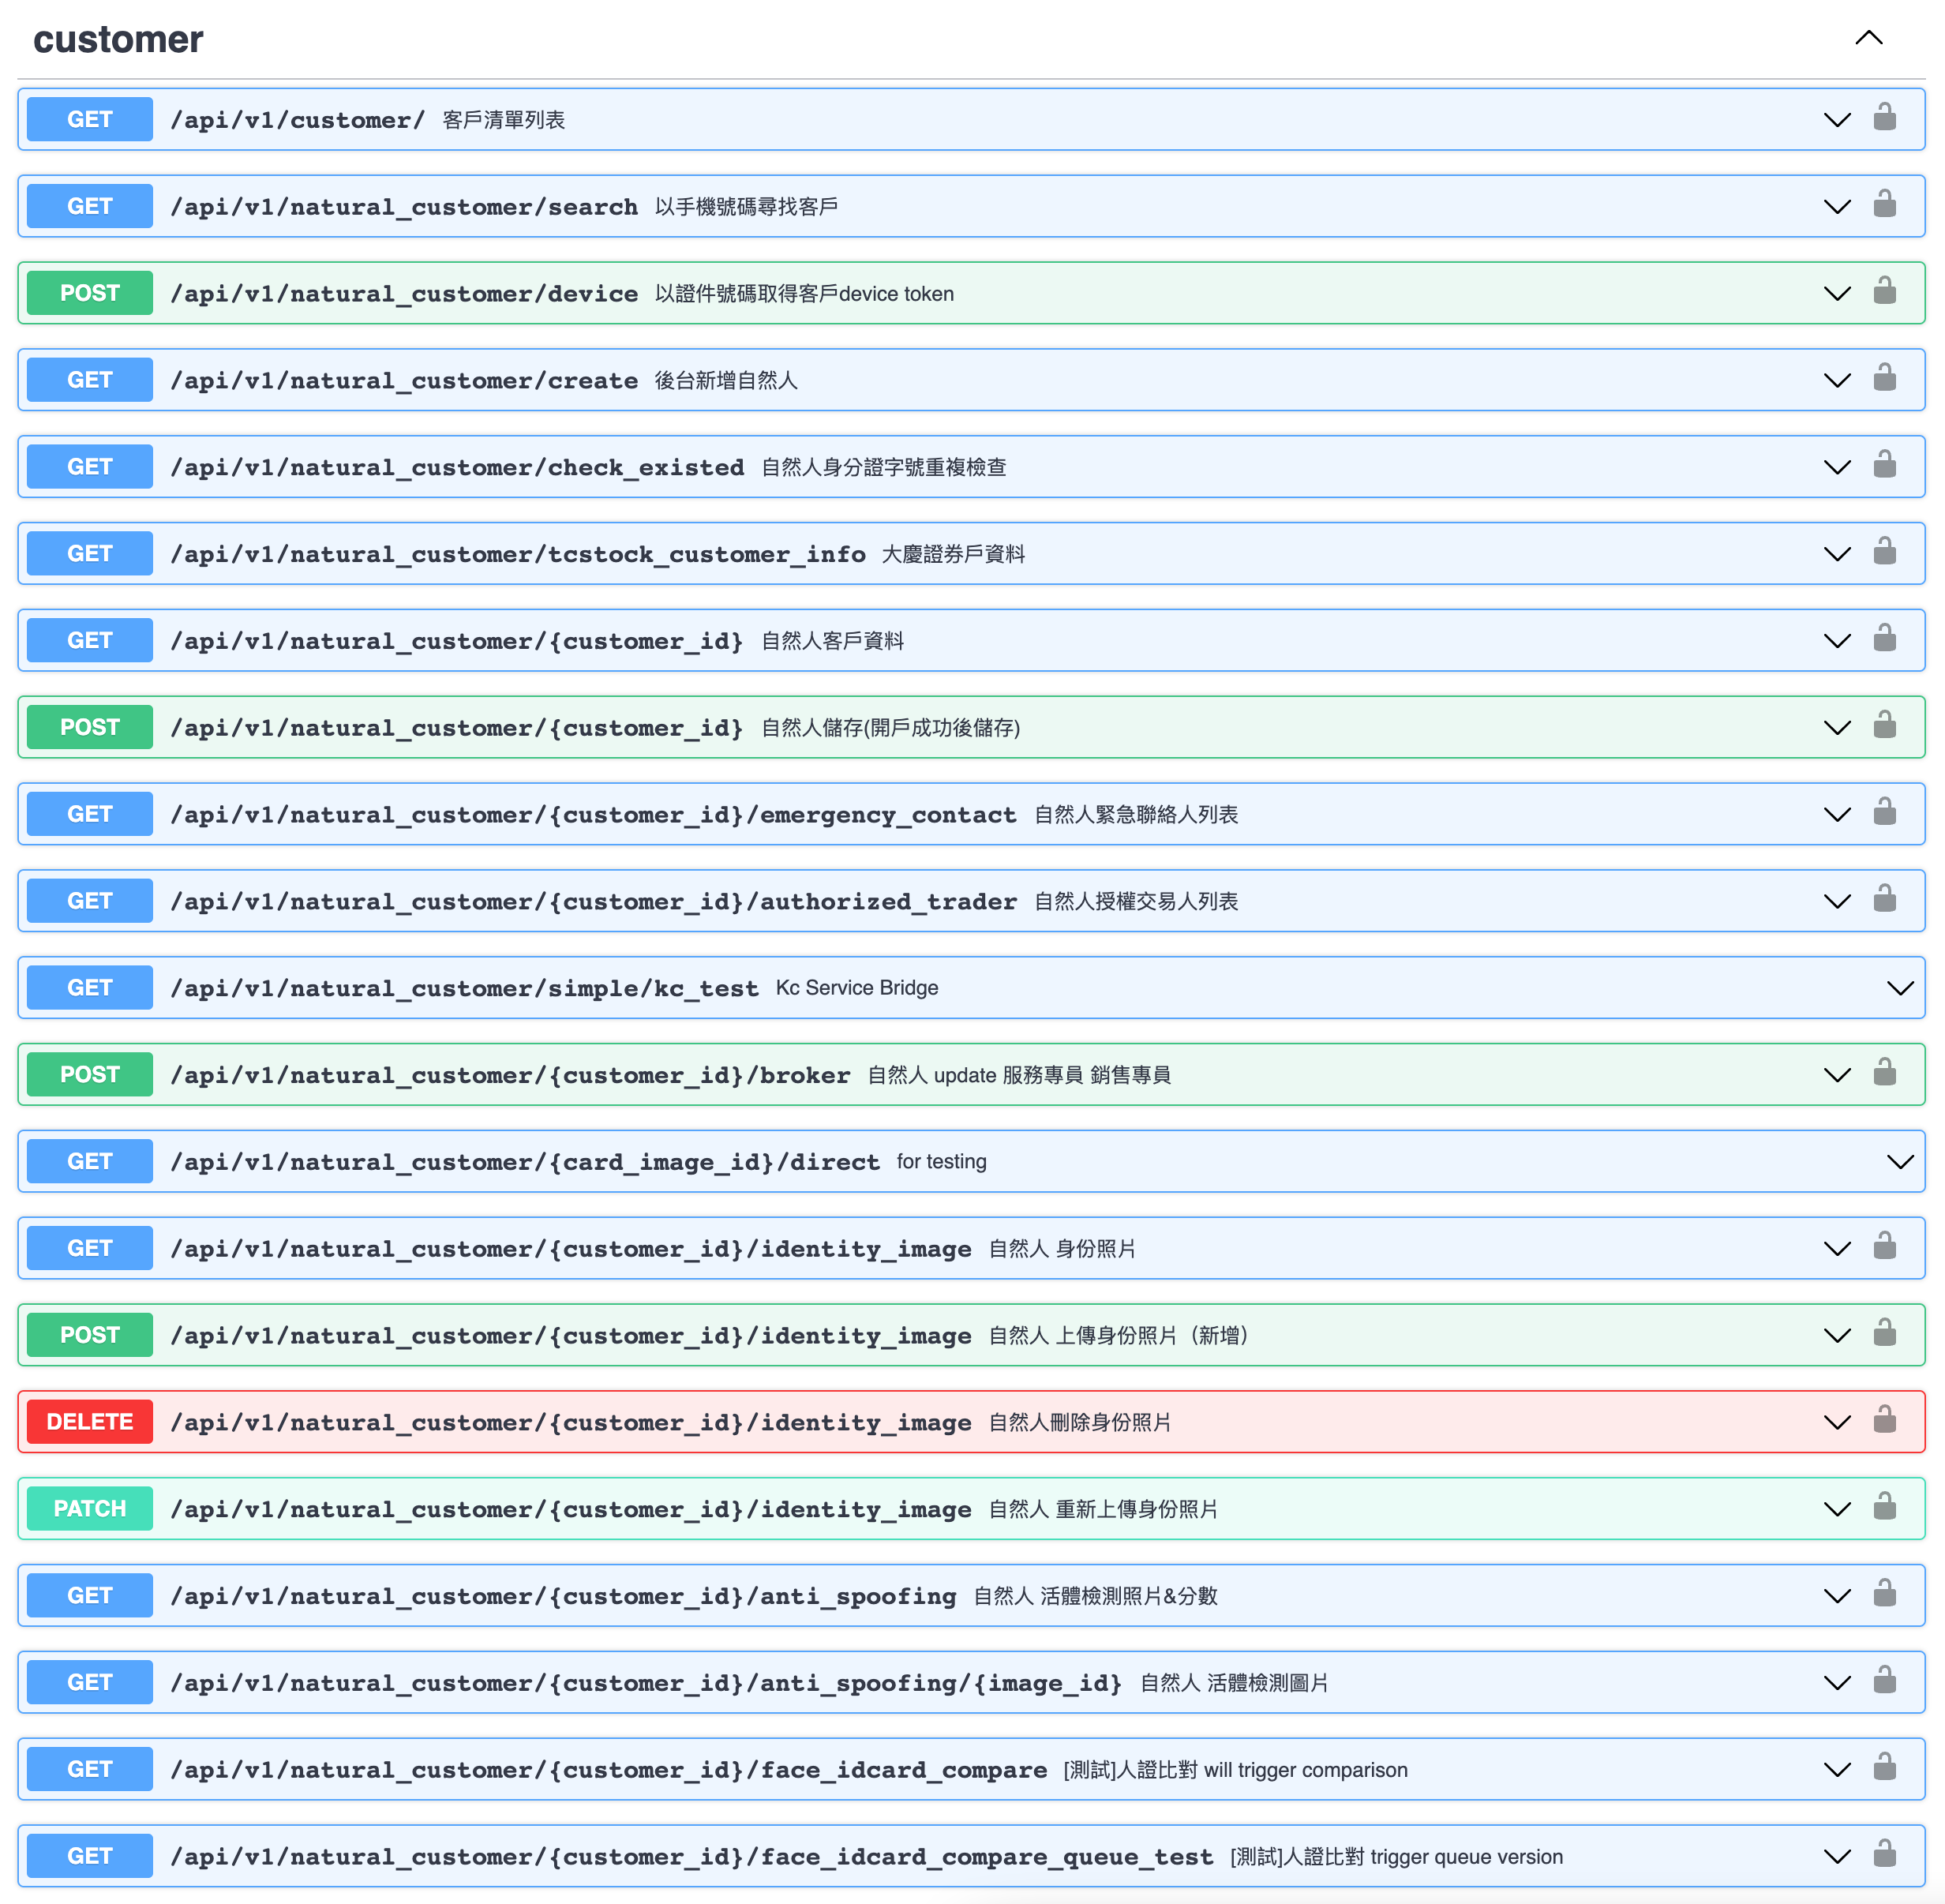 customer
GET /api/v1/customer/ 客戶清單列表
GET /api/v1/natural_customer/search 以手機號碼尋找客戶
POST /api/v1/natural_customer/device 以證件號碼取得客戶device token
GET /api/v1/natural_customer/create 後台新增自然人
GET /api/v1/natural_customer/check_existed 自然人身分證字號重複檢查
GET /api/v1/natural_customer/tcstock_customer_info 大慶證券戶資料
GET /api/v1/natural_customer/{customer_id} 自然人客戶資料
POST /api/v1/natural_customer/{customer_id} 自然人儲存(開戶成功後儲存)
GET /api/v1/natural_customer/{customer_id}/emergency_contact 自然人緊急聯絡人列表
GET /api/v1/natural_customer/{customer_id}/authorized_trader 自然人授權交易人列表
GET /api/v1/natural_customer/simple/kc_test Kc Service Bridge
POST /api/v1/natural_customer/{customer_id}/broker 自然人 update 服務專員 銷售專員
GET /api/v1/natural_customer/{card_image_id}/direct for testing
GET /api/v1/natural_customer/{customer_id}/identity_image 自然人 身份照片
POST /api/v1/natural_customer/{customer_id}/identity_image 自然人 上傳身份照片（新增）
DELETE /api/v1/natural_customer/{customer_id}/identity_image 自然人刪除身份照片
PATCH /api/v1/natural_customer/{customer_id}/identity_image 自然人 重新上傳身份照片
GET /api/v1/natural_customer/{customer_id}/anti_spoofing 自然人 活體檢測照片&分數
GET /api/v1/natural_customer/{customer_id}/anti_spoofing/{image_id} 自然人 活體檢測圖片
GET /api/v1/natural_customer/{customer_id}/face_idcard_compare [測試]人證比對 will trigger comparison
GET /api/v1/natural_customer/{customer_id}/face_idcard_compare_queue_test [測試]人證比對 trigger queue version